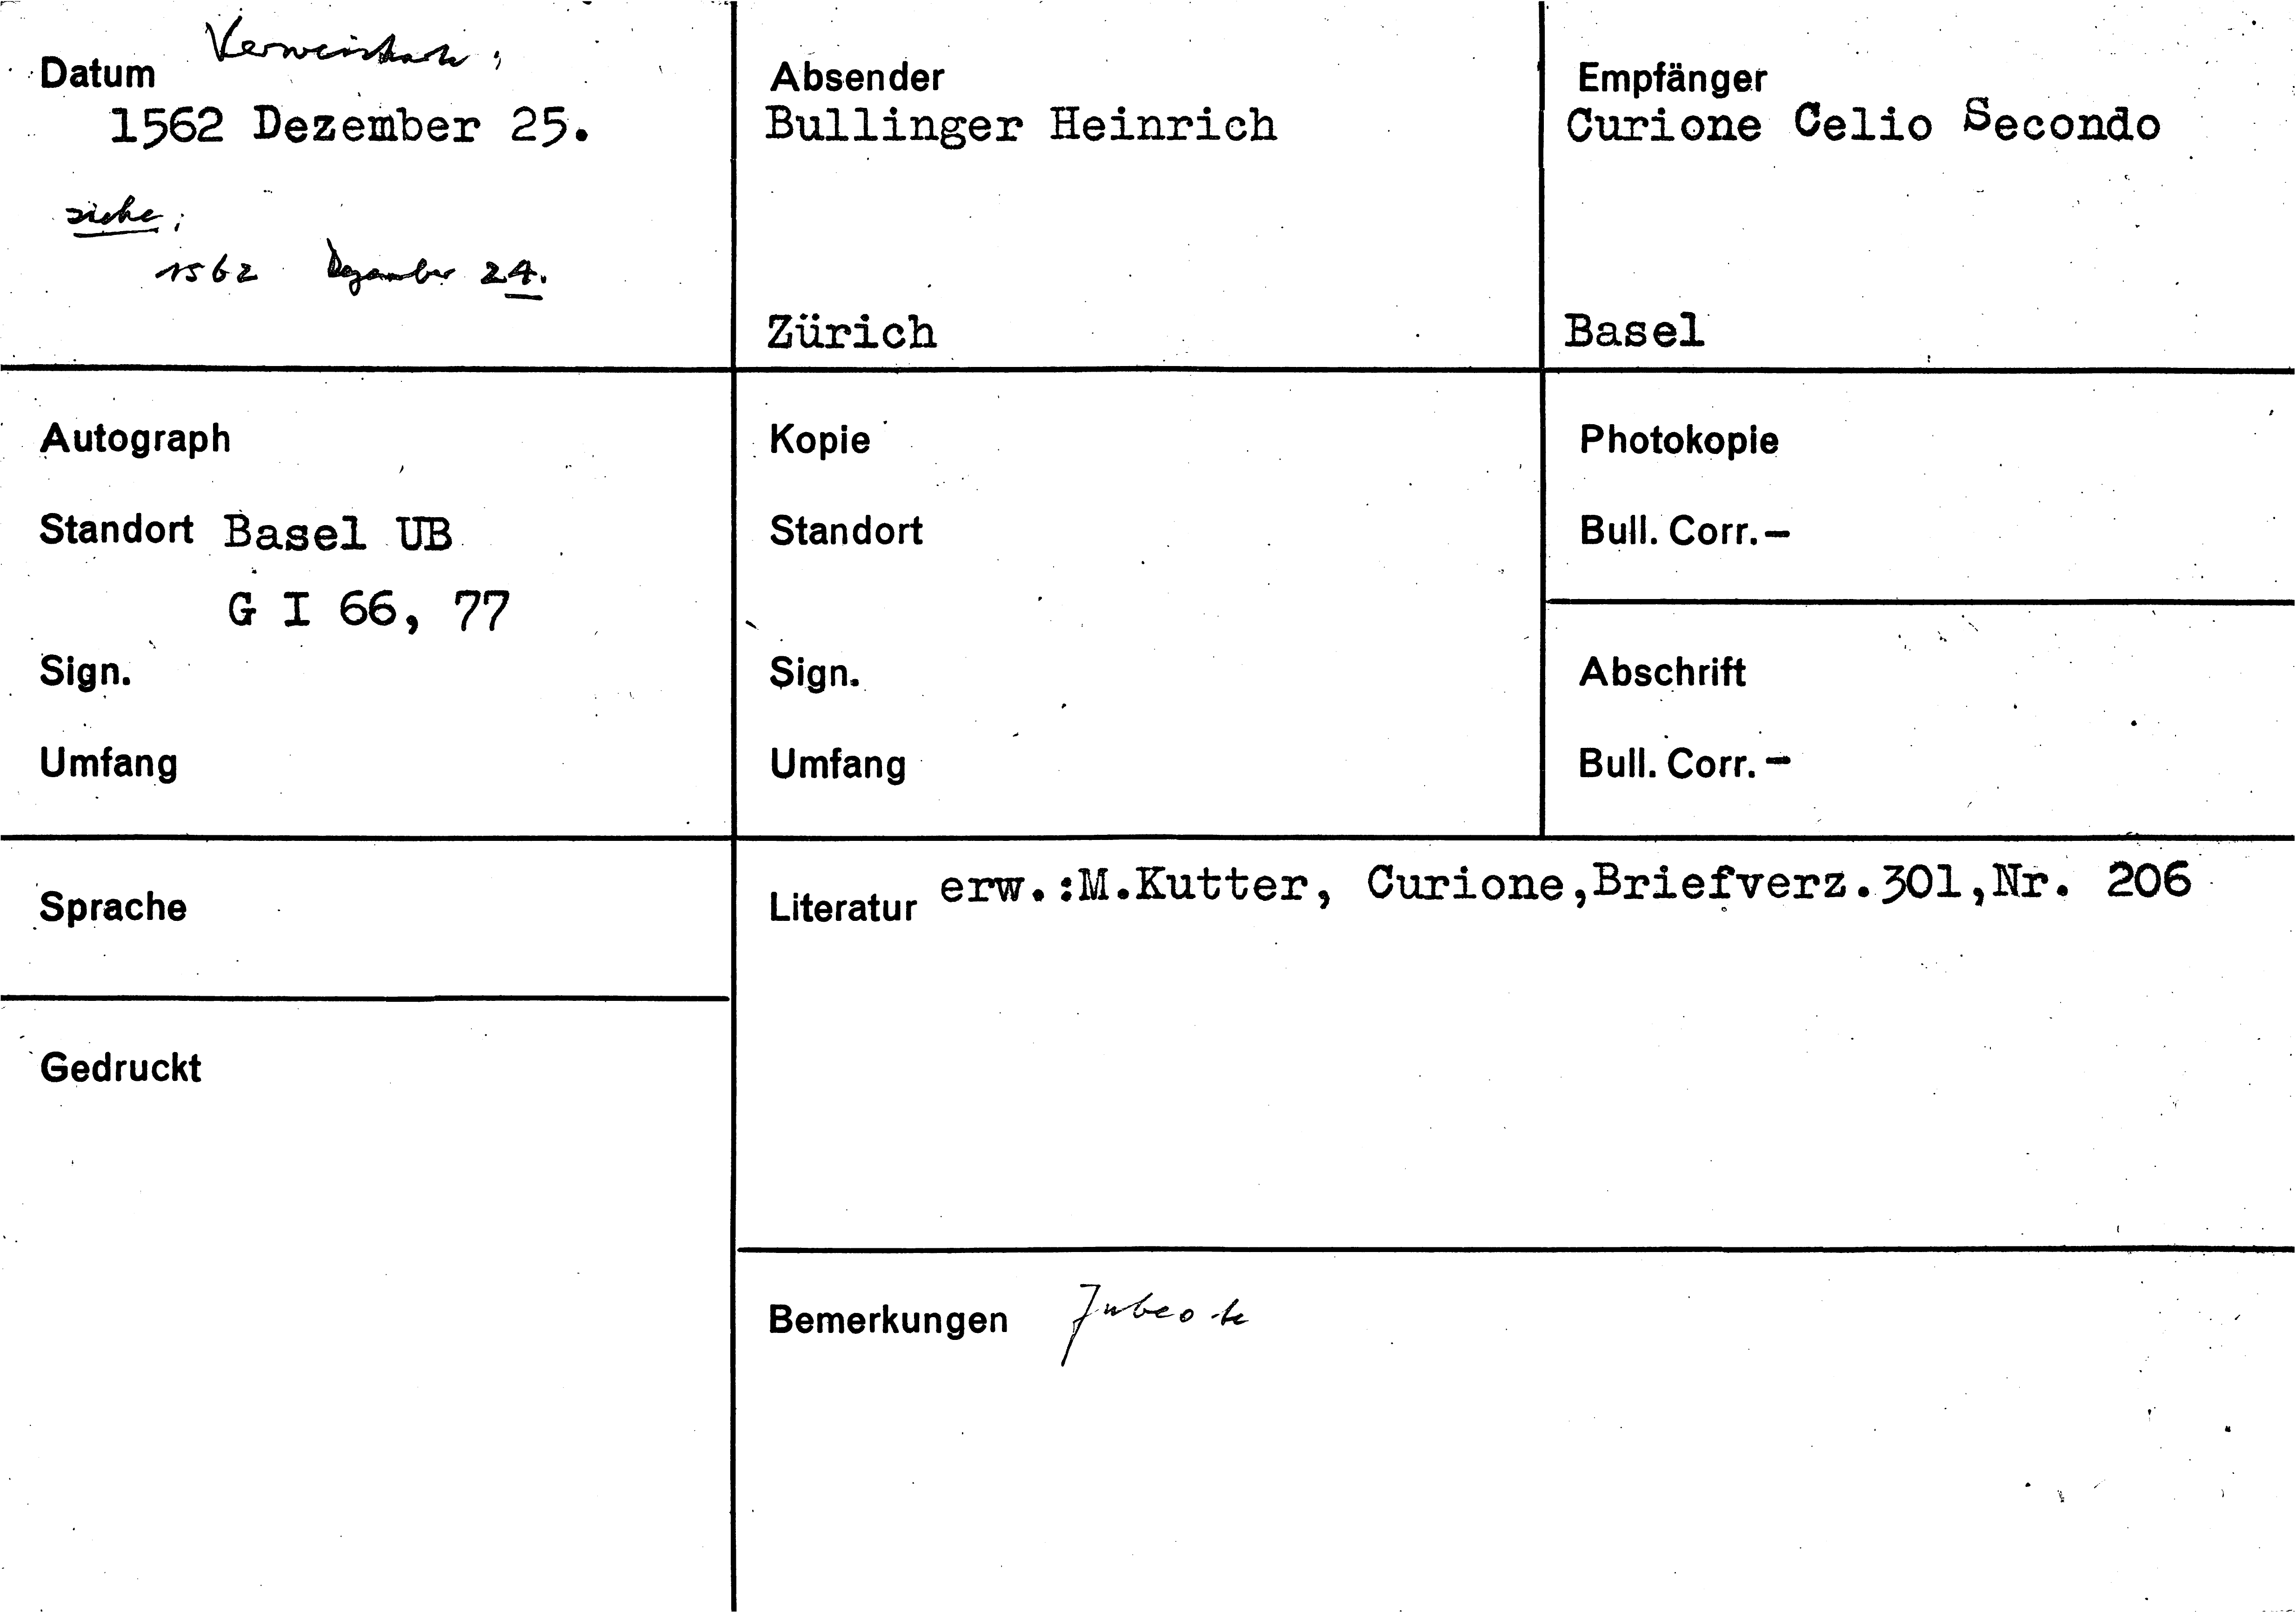 Verweiskarte:
Datum
1562 Dezember 25.
siehe:
1562 Dezember 24.
Absender
Bullinger Heinrich
Zürich
Empfänger
Curione Celio Secondo
Basel
Autograph
Standort Basel UB
G I 66, 77
Sign.
Umfang
Kopie
Standort
Sign.
Umfang
Photokopie
Bull. Corr. –
Abschrift
Bull. Corr. –
Sprache
Gedruckt
Literatur erw.:M.Kutter, Curione,Briefverz.301,Nr. 206
Bemerkungen Jubeo te